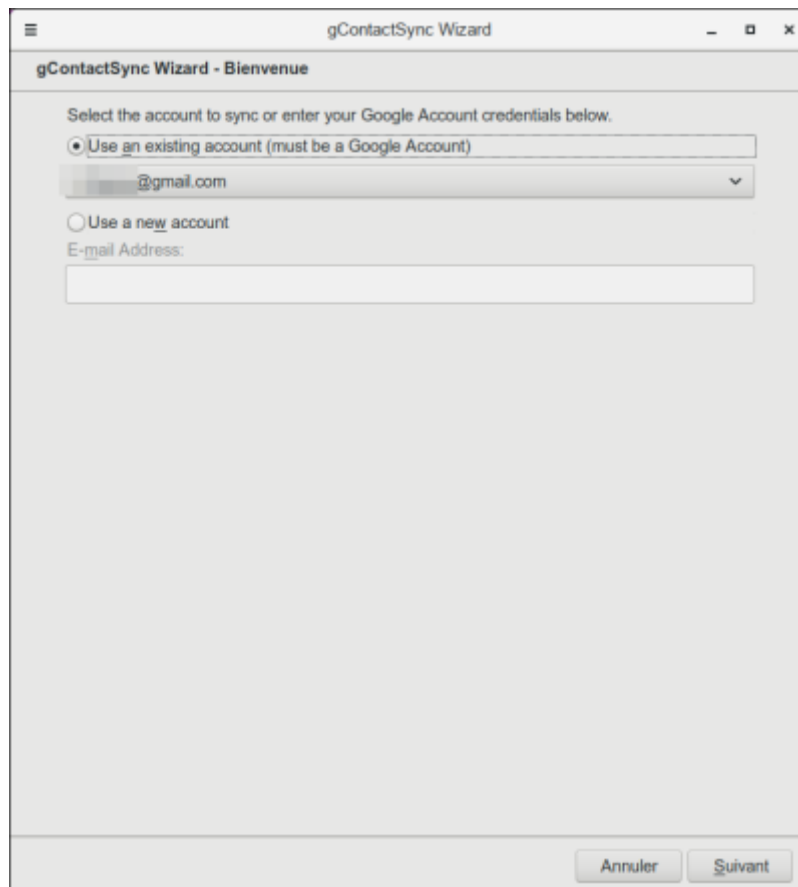 gContactSync Wizard
gContactSync Wizard - Bienvenue
Select the account to sync or enter your Google Account credentials below.
Use an existing account (must be a Google Account)
@gmail.com
Use a new account
E-mail Address:
Annuler Suivant